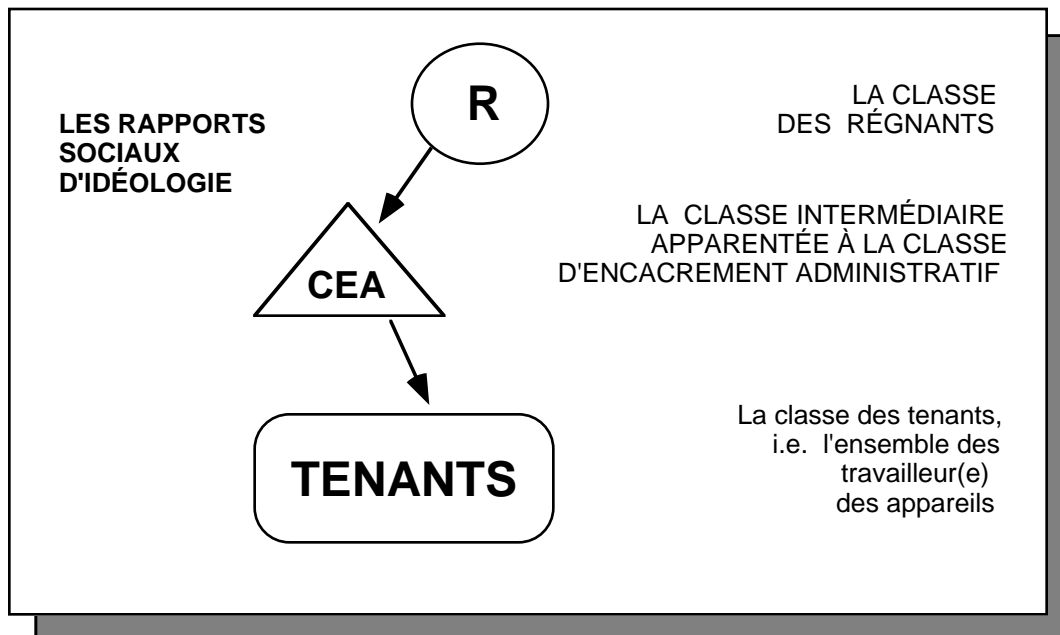 LES RAPPORTS
SOCIAUX
D'IDÉOLOGIE
R
LA CLASSE
DES RÉGNANTS
CEA
LA CLASSE INTERMÉDIAIRE
APPARENTÉE À LA CLASSE
D'ENCACREMENT ADMINISTRATIF
TENANTS
La classe des tenants,
i.e. l'ensemble des
travailleur(e)
des appareils